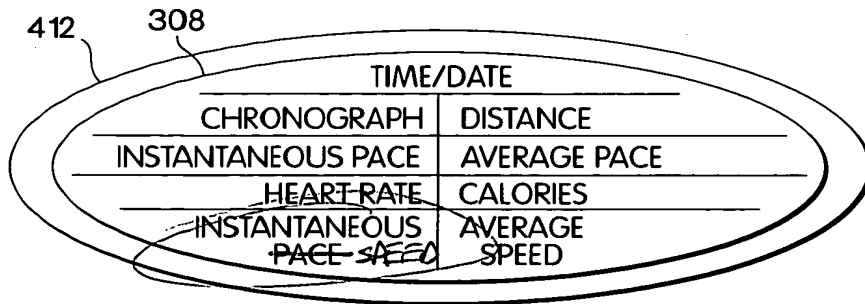 412
308
TIME/DATE
CHRONOGRAPH DISTANCE
INSTANTANEOUS PACE AVERAGE PACE
HEART RATE CALORIES
INSTANTANEOUS AVERAGE
PACE SPEED SPEED